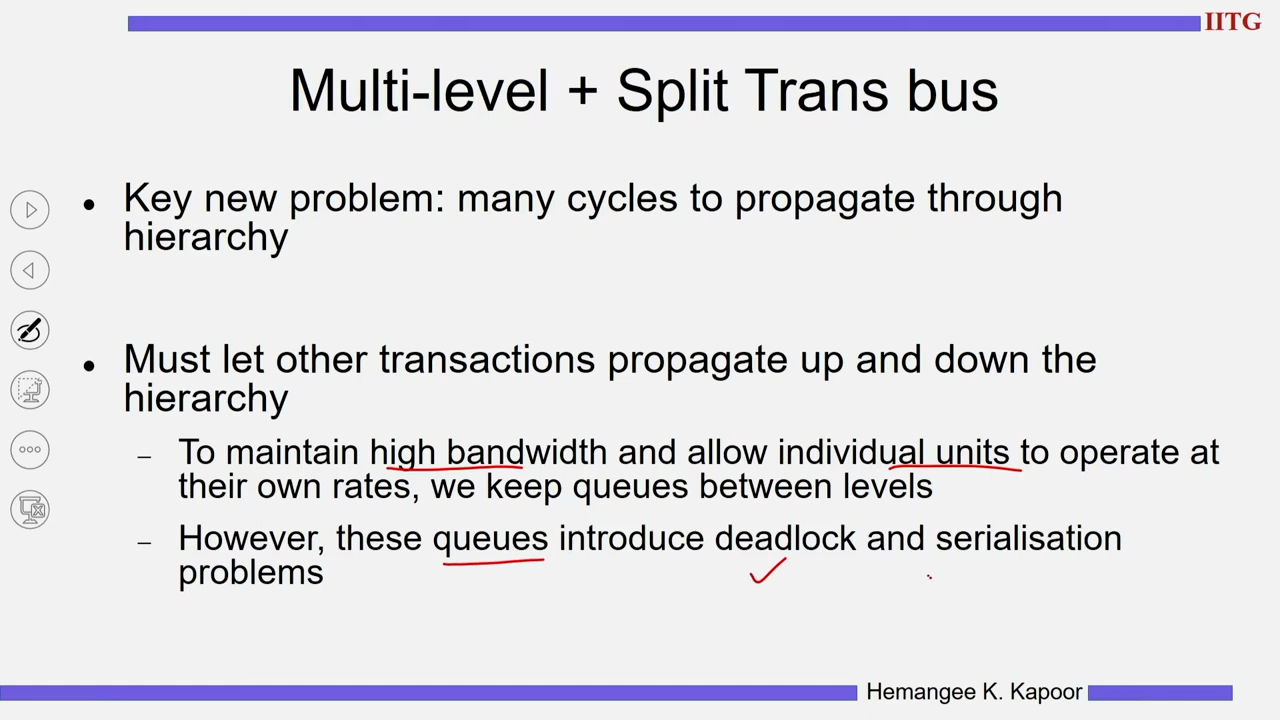 IITG
Multi-level + Split Trans bus
• Key new problem: many cycles to propagate through
hierarchy
• Must let other transactions propagate up and down the
hierarchy
– To maintain high bandwidth and allow individual units to operate at
their own rates, we keep queues between levels
– However, these queues introduce deadlock and serialisation
problems
Hemangee K. Kapoor